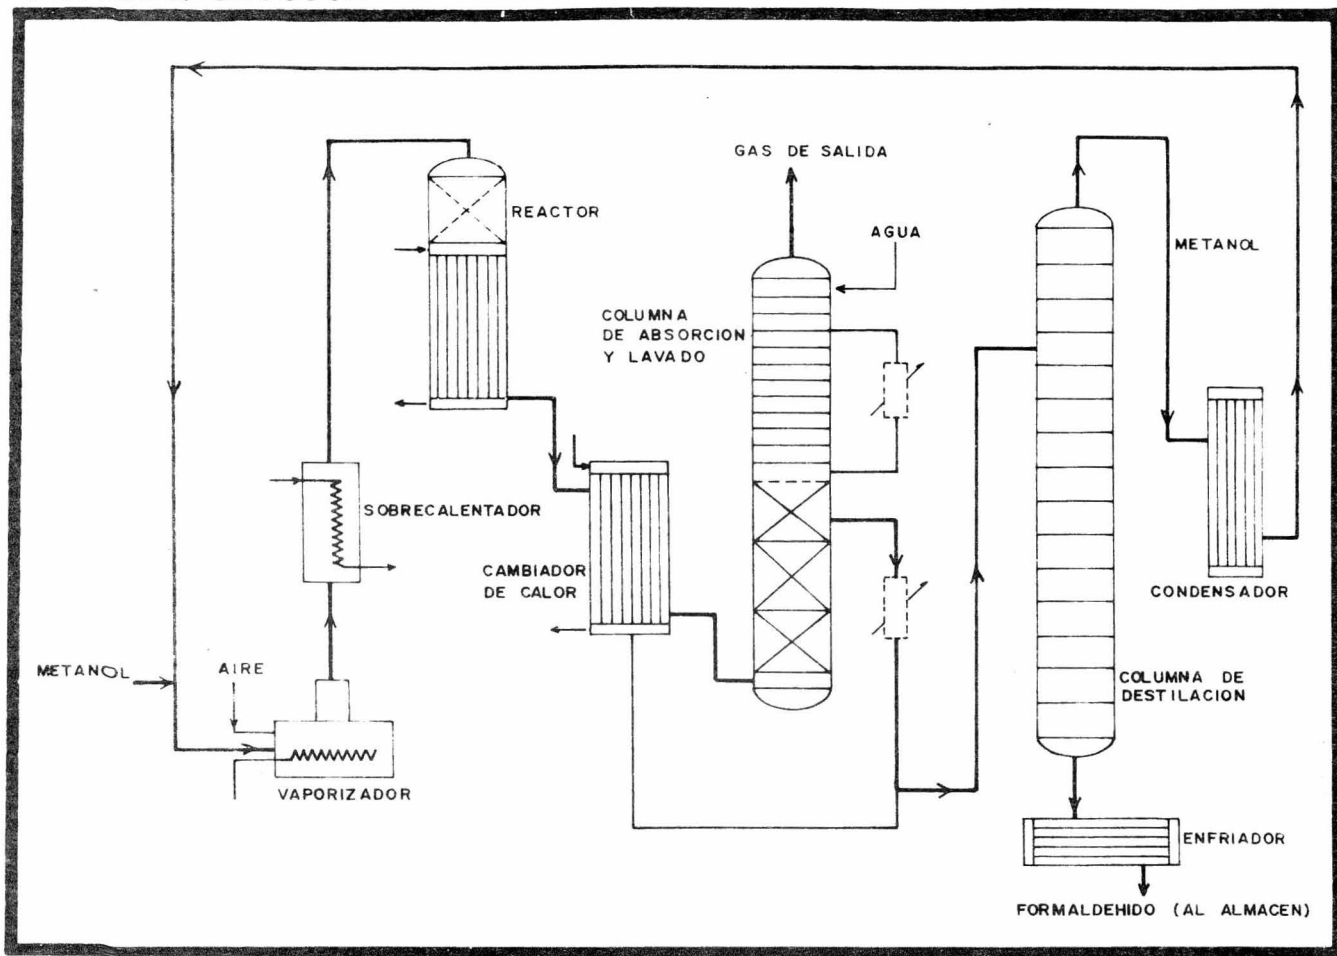 GAS DE SALIDA
REACTOR
AGUA
METANOL
COLUMNA
DE ABSORCION
Y LAVADO
SOBRECALENTADOR
CAMBIADOR
DE CALOR
CONDENSADOR
METANOL
AIRE
COLUMNA DE
DESTILACION
VAPORIZADOR
ENFRIADOR
FORMALDEHIDO (AL ALMACEN)